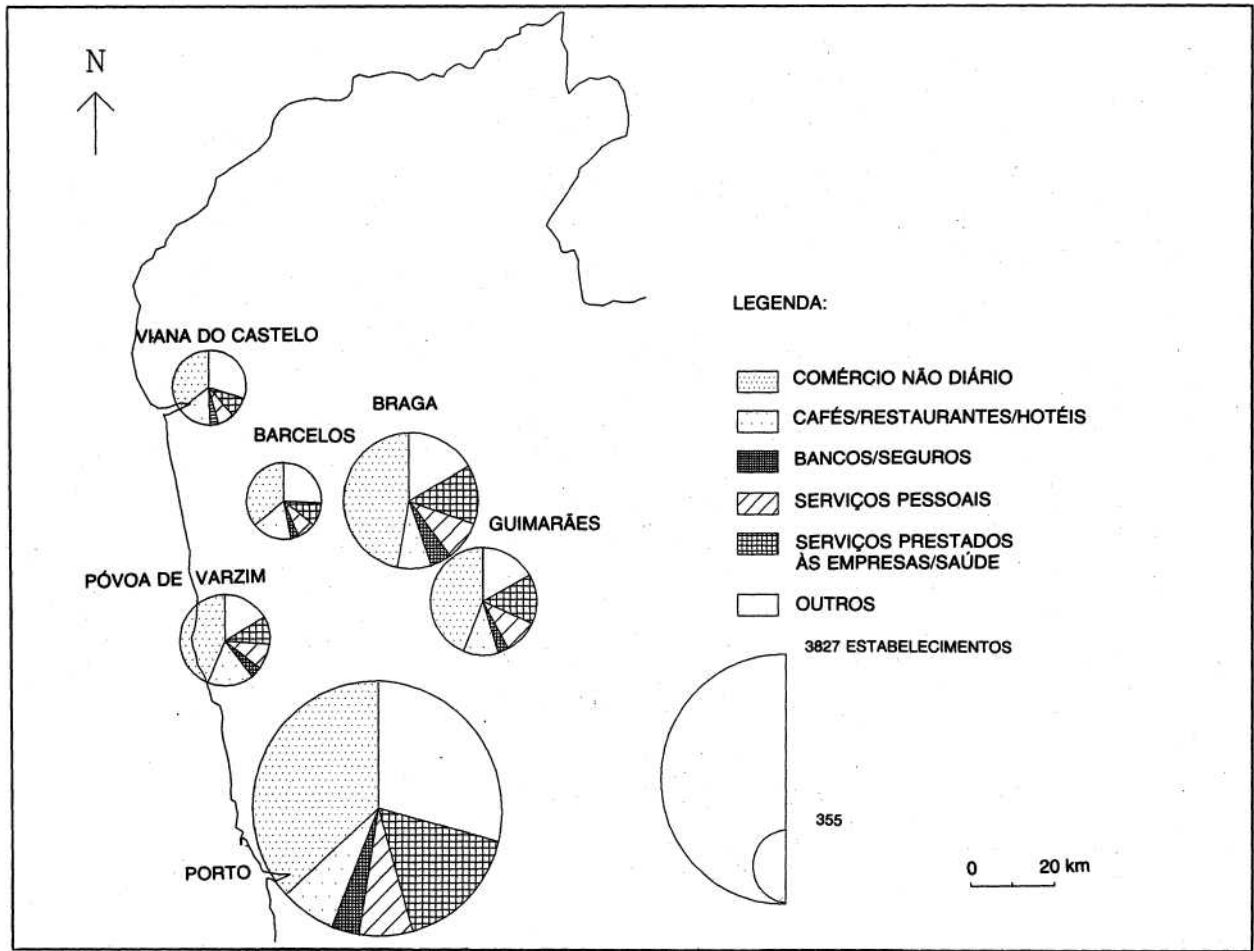 N
VIANA DO CASTELO
BRAGA
BARCELOS
GUIMARÃES
PÓVOA DE VARZIM
PORTO
LEGENDA:
COMÉRCIO NÃO DIÁRIO
CAFÉS/RESTAURANTES/HOTÉIS
BANCOS/SEGUROS
SERVIÇOS PESSOAIS
SERVIÇOS PRESTADOS
ÀS EMPRESAS/SAÚDE
OUTROS
3827 ESTABELECIMENTOS
355
0 20 km